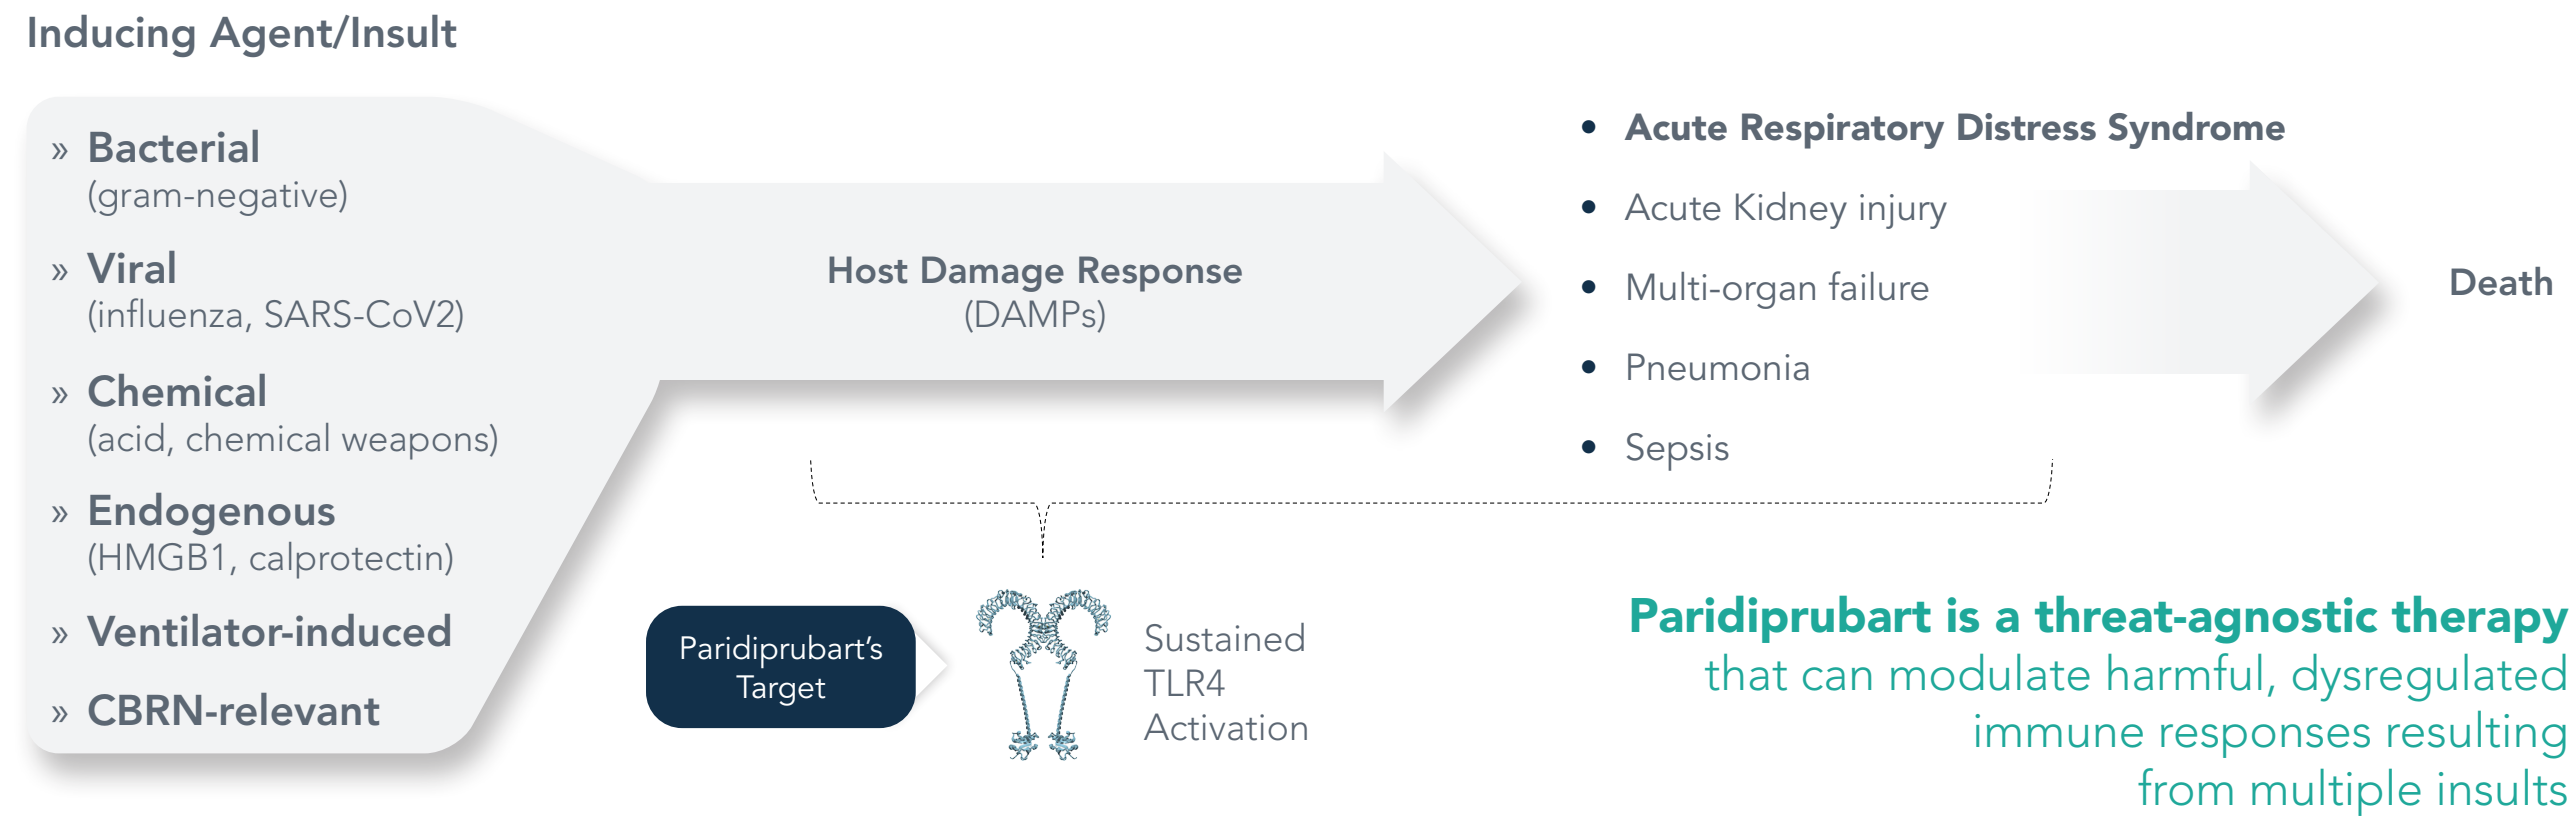 Inducing Agent/Insult
» Bacterial
(gram-negative)
» Viral
(influenza, SARS-CoV2)
» Chemical
(acid, chemical weapons)
» Endogenous
(HMGB1, calprotectin)
» Ventilator-induced
» CBRN-relevant
Host Damage Response
(DAMPs)
• Acute Respiratory Distress Syndrome
• Acute Kidney injury
• Multi-organ failure
• Pneumonia
• Sepsis
Death
Paridiprubart's
Target
Sustained
TLR4
Activation
Paridiprubart is a threat-agnostic therapy
that can modulate harmful, dysregulated
immune responses resulting
from multiple insults